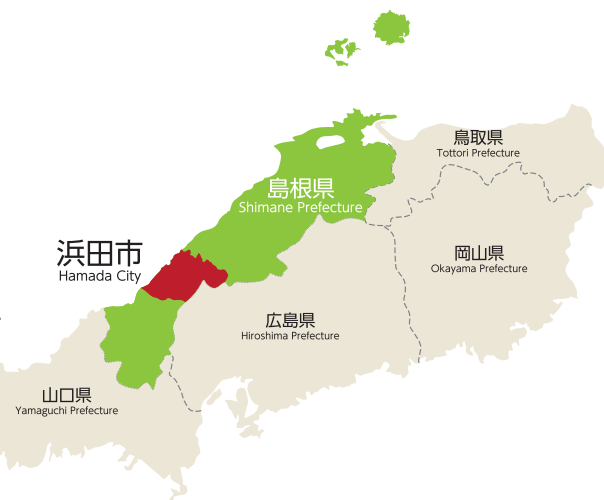 鳥取県
Tottori Prefecture
島根県
Shimane Prefecture
浜田市
Hamada City
岡山県
Okayama Prefecture
広島県
Hiroshima Prefecture
山口県
Yamaguchi Prefecture